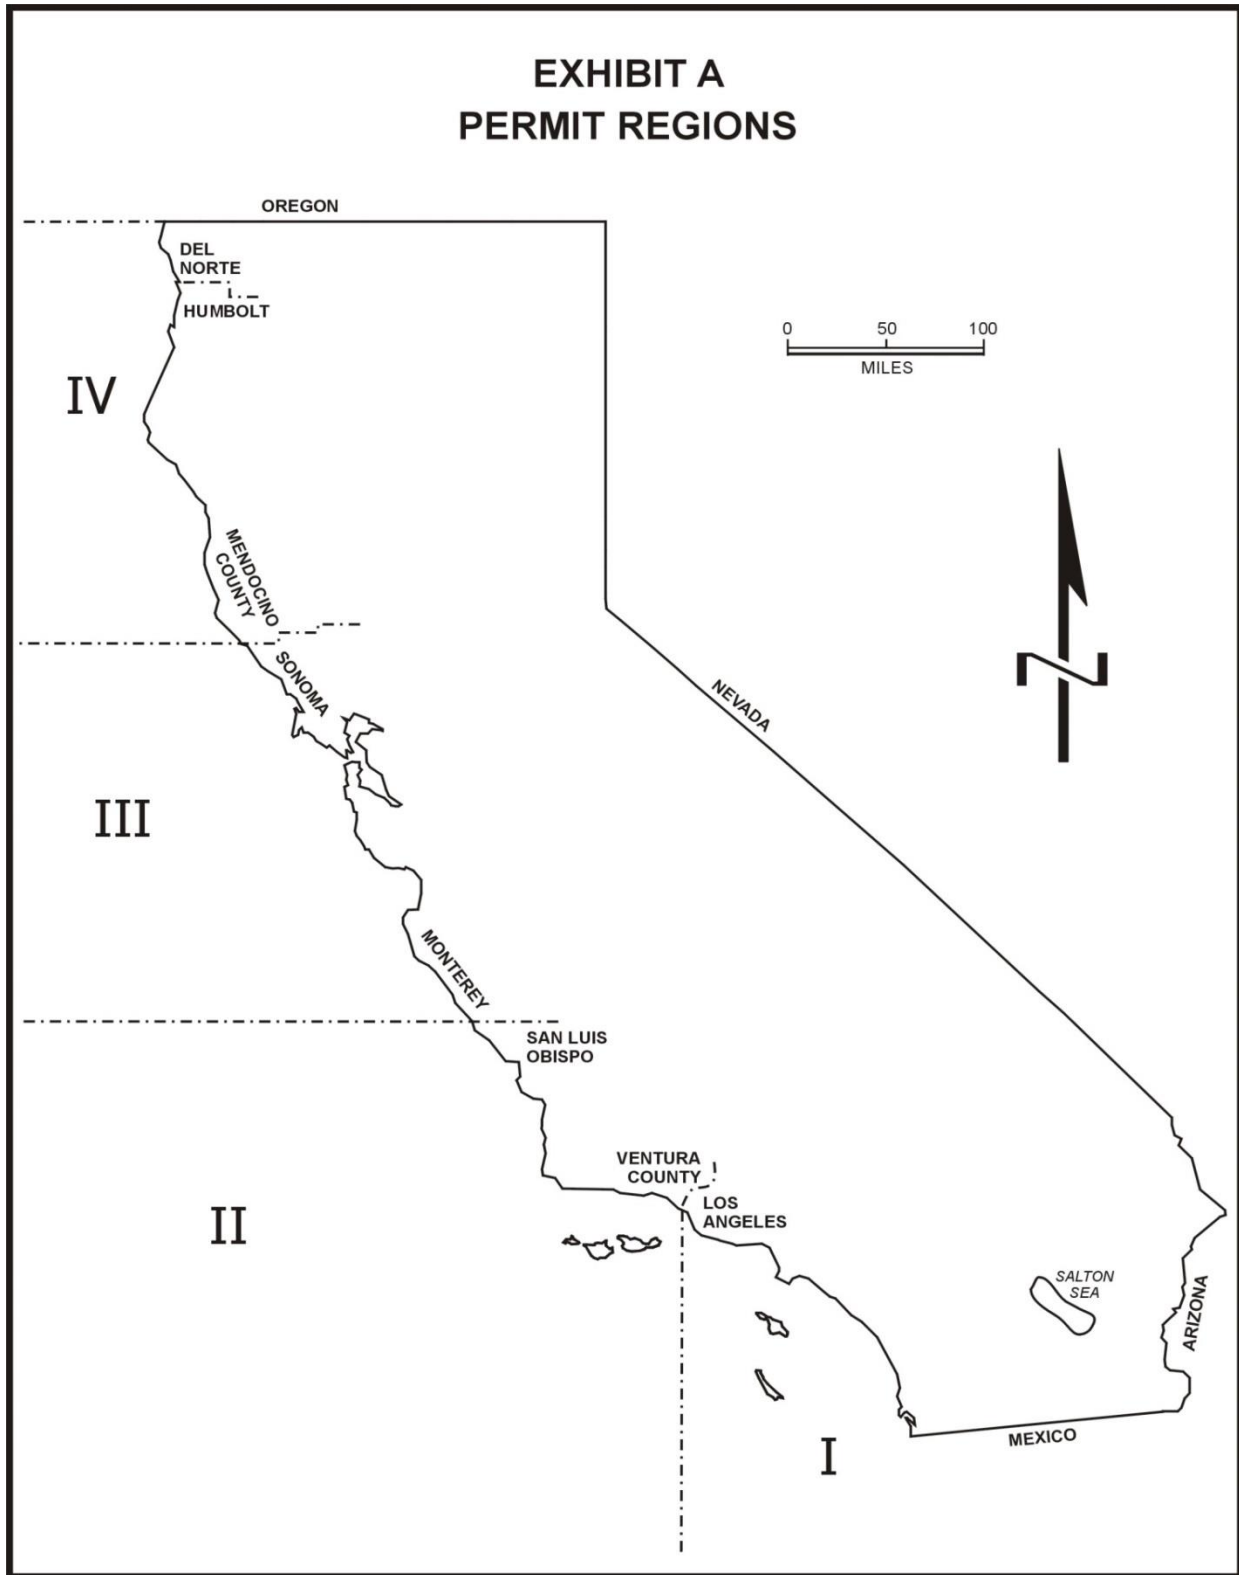 EXHIBIT A
PERMIT REGIONS
OREGON
DEL
NORTE
HUMBOLT
0 50 100
MILES
IV
MENDOCINO
COUNTY
SONOMA
NEVADA
III
MONTEREY
SAN LUIS
OBISPO
VENTURA
COUNTY
LOS
ANGELES
II
SALTON
SEA
ARIZONA
MEXICO
I